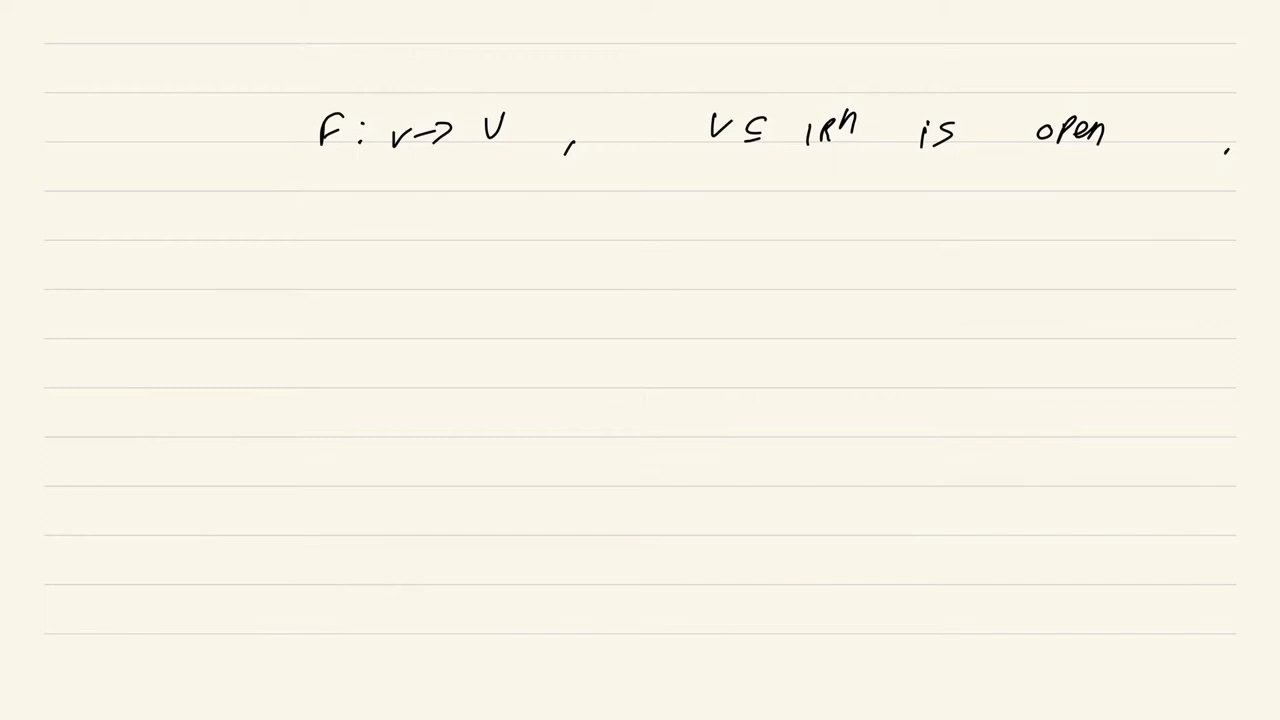 F: V → V , V ⊆ ℝⁿ is open .